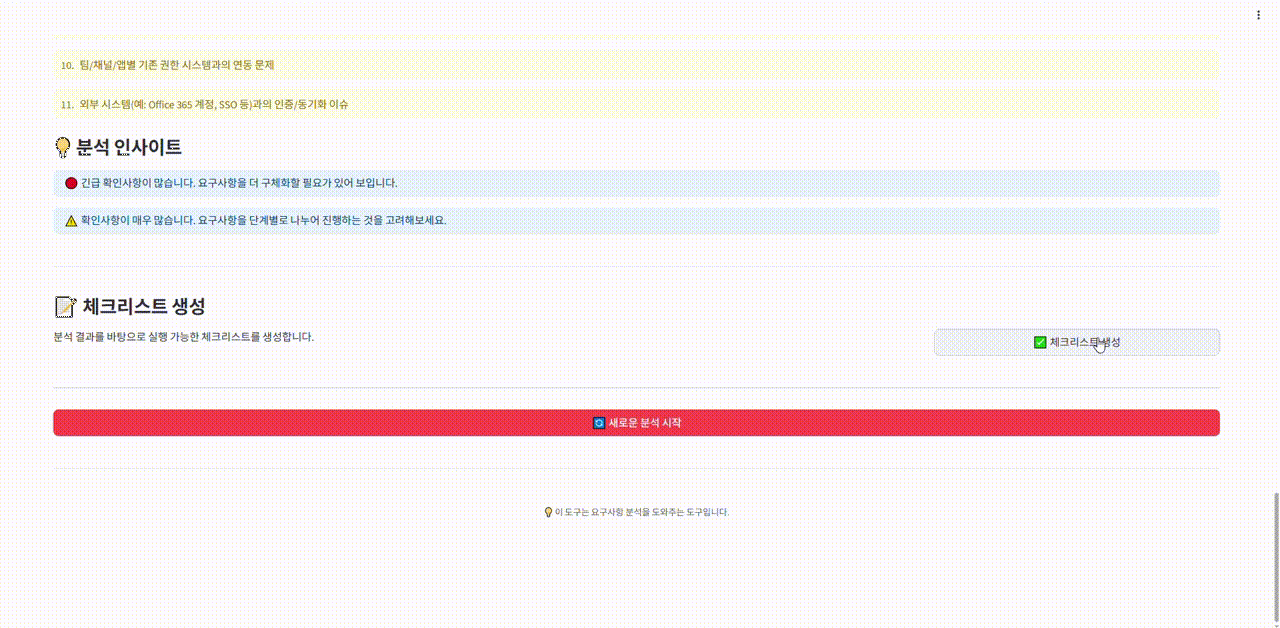 10. 팀/채널/앱별 기존 권한 시스템과의 연동 문제
11. 외부 시스템(예: Office 365 계정, SSO 등)과의 인증/동기화 이슈
분석 인사이트
긴급 확인사항이 많습니다. 요구사항을 더 구체화할 필요가 있어 보입니다.
확인사항이 매우 많습니다. 요구사항을 단계별로 나누어 진행하는 것을 고려해보세요.
체크리스트 생성
분석 결과를 바탕으로 실행 가능한 체크리스트를 생성합니다.
체크리스트 생성
새로운 분석 시작
이 도구는 요구사항 분석을 도와주는 도구입니다.